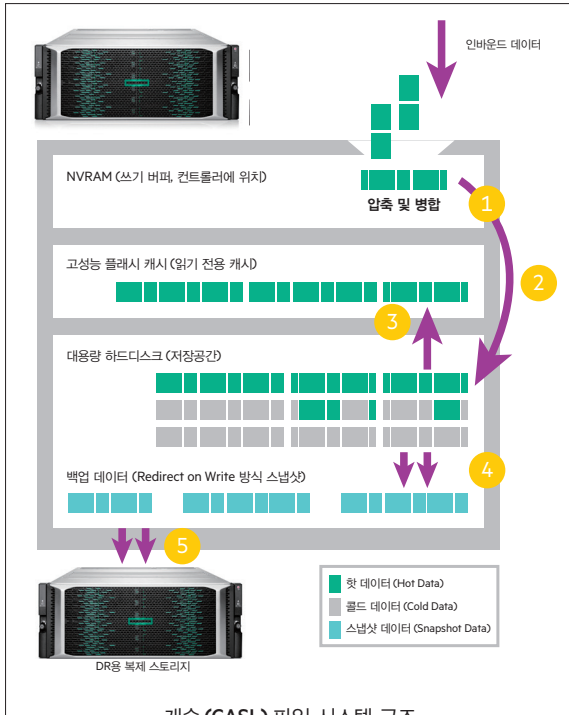 인바운드 데이터
NVRAM (쓰기 버퍼, 컨트롤러에 위치)
압축 및 병합
1
고성능 플래시 캐시 (읽기 전용 캐시)
2
3
대용량 하드디스크 (저장공간)
백업 데이터 (Redirect on Write 방식 스냅샷)
4
5
핫 데이터 (Hot Data)
콜드 데이터 (Cold Data)
스냅샷 데이터 (Snapshot Data)
DR용 복제 스토리지